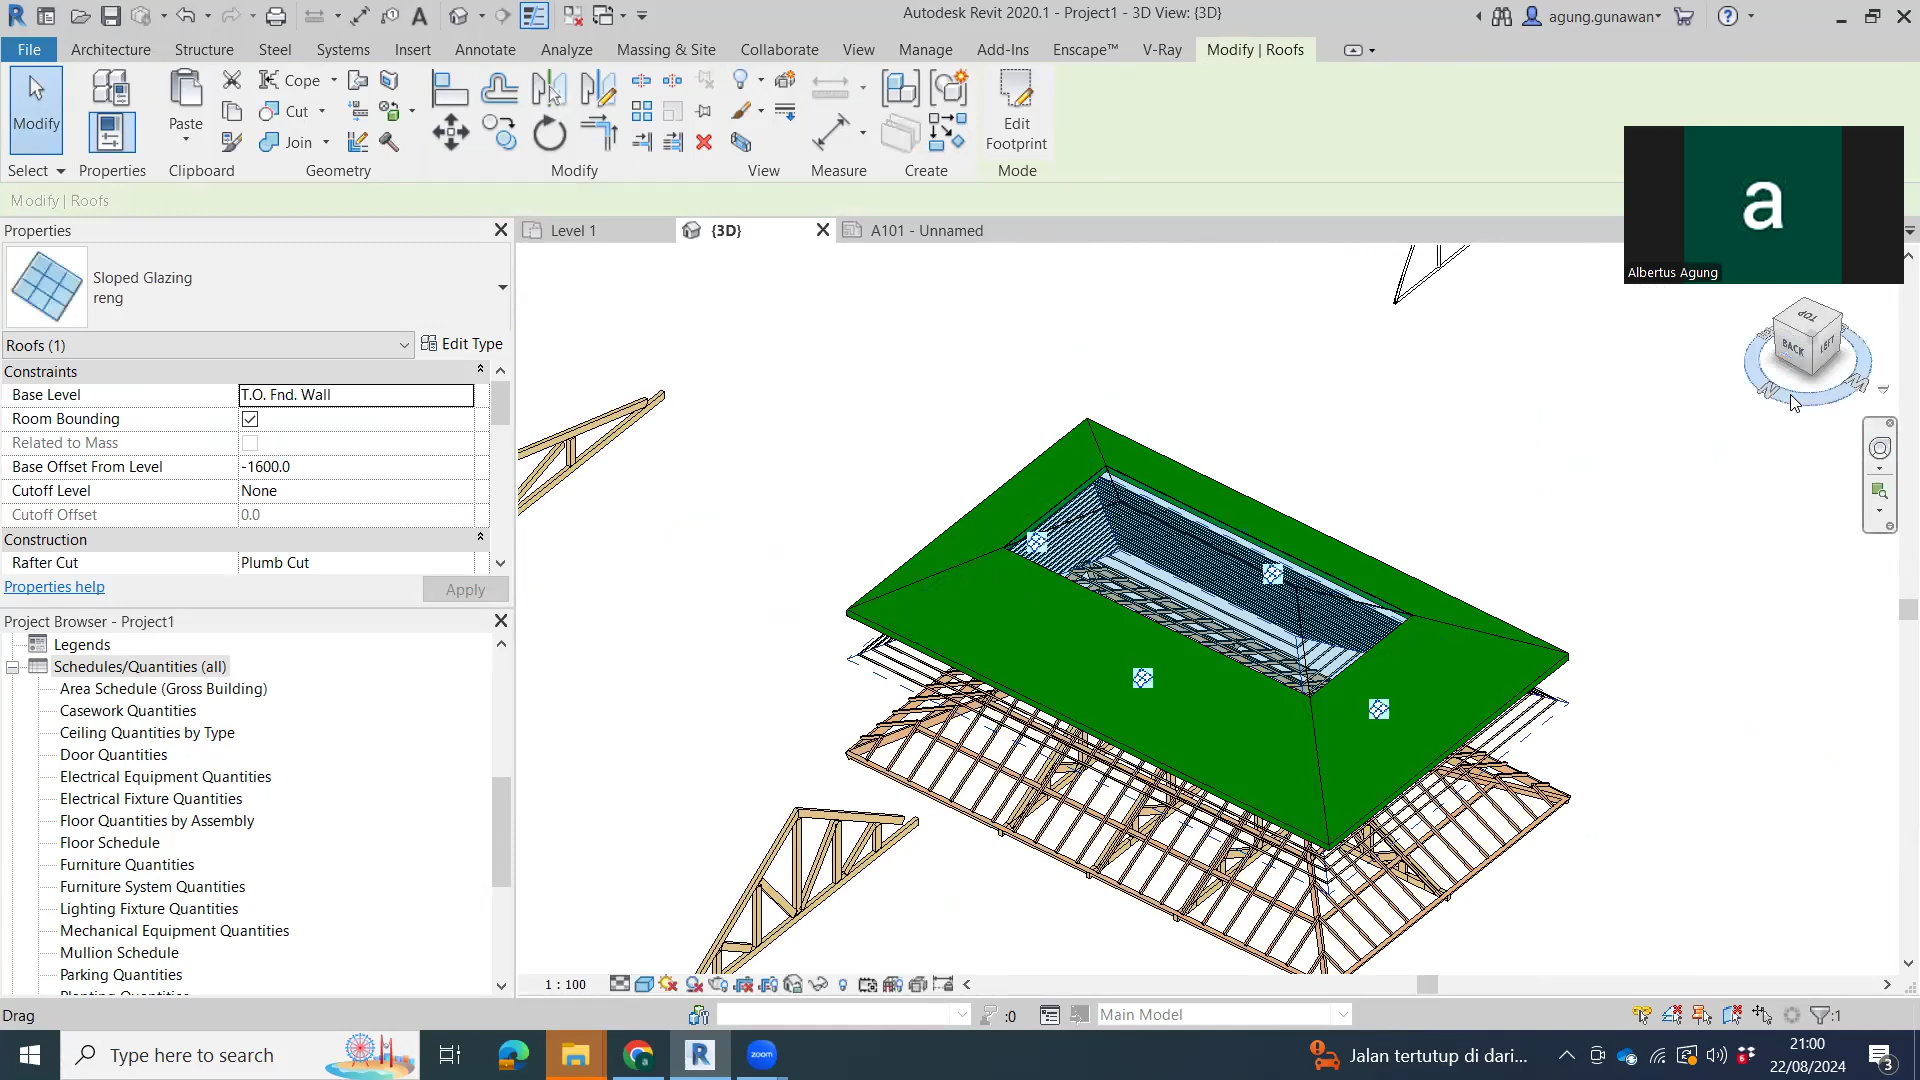 Autodesk Revit 2020.1 - Project1 - 3D View: {3D}
agung.gunawan
File
Architecture
Structure
Steel
Systems
Insert
Annotate
Analyze
Massing & Site
Collaborate
View
Manage
Add-Ins
Enscape™
V-Ray
Modify | Roofs
Modify
Paste
Cope
Cut
Join
Edit
Footprint
Select
Properties
Clipboard
Geometry
Modify
View
Measure
Create
Mode
Modify | Roofs
a
Albertus Agung
Properties
Level 1
{3D}
A101 - Unnamed
Sloped Glazing
reng
Roofs (1)
Edit Type
Constraints
Base Level
T.O. Fnd. Wall
Room Bounding
Related to Mass
Base Offset From Level
-1600.0
Cutoff Level
None
Cutoff Offset
0.0
Construction
Rafter Cut
Plumb Cut
Properties help
Apply
TOP
BACK
LEFT
Project Browser - Project1
Legends
Schedules/Quantities (all)
Area Schedule (Gross Building)
Casework Quantities
Ceiling Quantities by Type
Door Quantities
Electrical Equipment Quantities
Electrical Fixture Quantities
Floor Quantities by Assembly
Floor Schedule
Furniture Quantities
Furniture System Quantities
Lighting Fixture Quantities
Mechanical Equipment Quantities
Mullion Schedule
Parking Quantities
1 : 100
Drag
:0
Main Model
:1
Type here to search
zoom
Jalan tertutup di dari...
21:00
22/08/2024
3